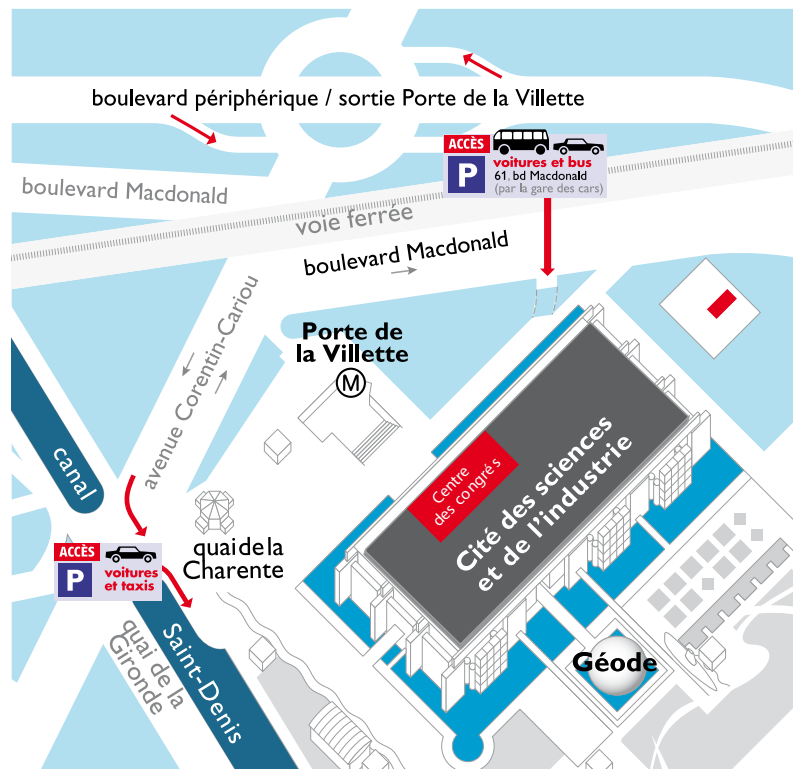 boulevard périphérique / sortie Porte de la Villette
ACCÈS
P
voitures et bus
61, bd Macdonald
(par la gare des cars)
boulevard Macdonald
voie ferrée
boulevard Macdonald
avenue Corentin-Cariou
Porte de
la Villette
M
canal
Centre
des congrés
Cité des sciences
et de l'industrie
quai de la
Charente
ACCÈS
P
voitures
et taxis
Saint-Denis
quai de la
Gironde
Géode